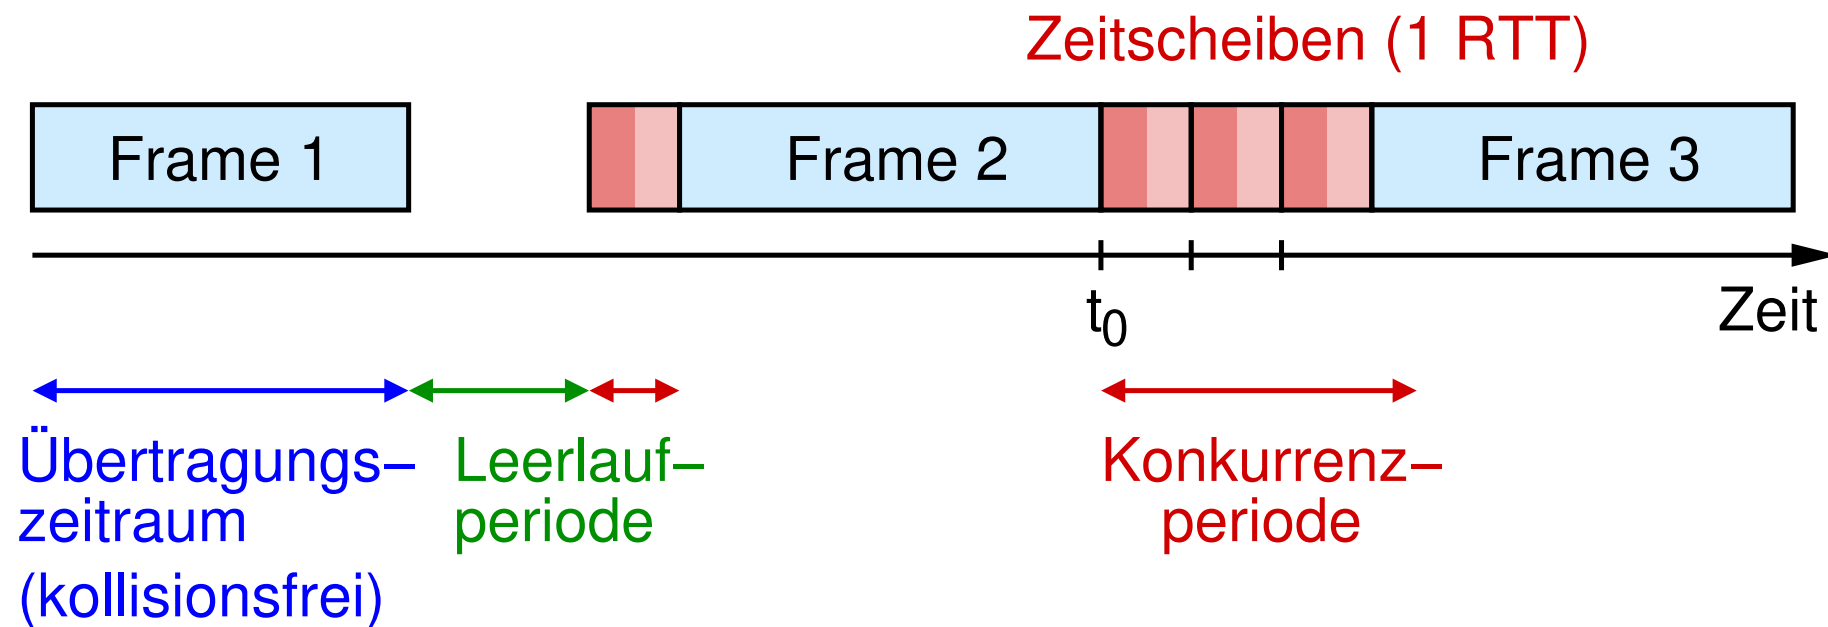 Zeitscheiben (1 RTT)
Frame 1
Frame 2
Frame 3
t0
Zeit
Übertragungs–
zeitraum
(kollisionsfrei)
Leerlauf–
periode
Konkurrenz–
periode